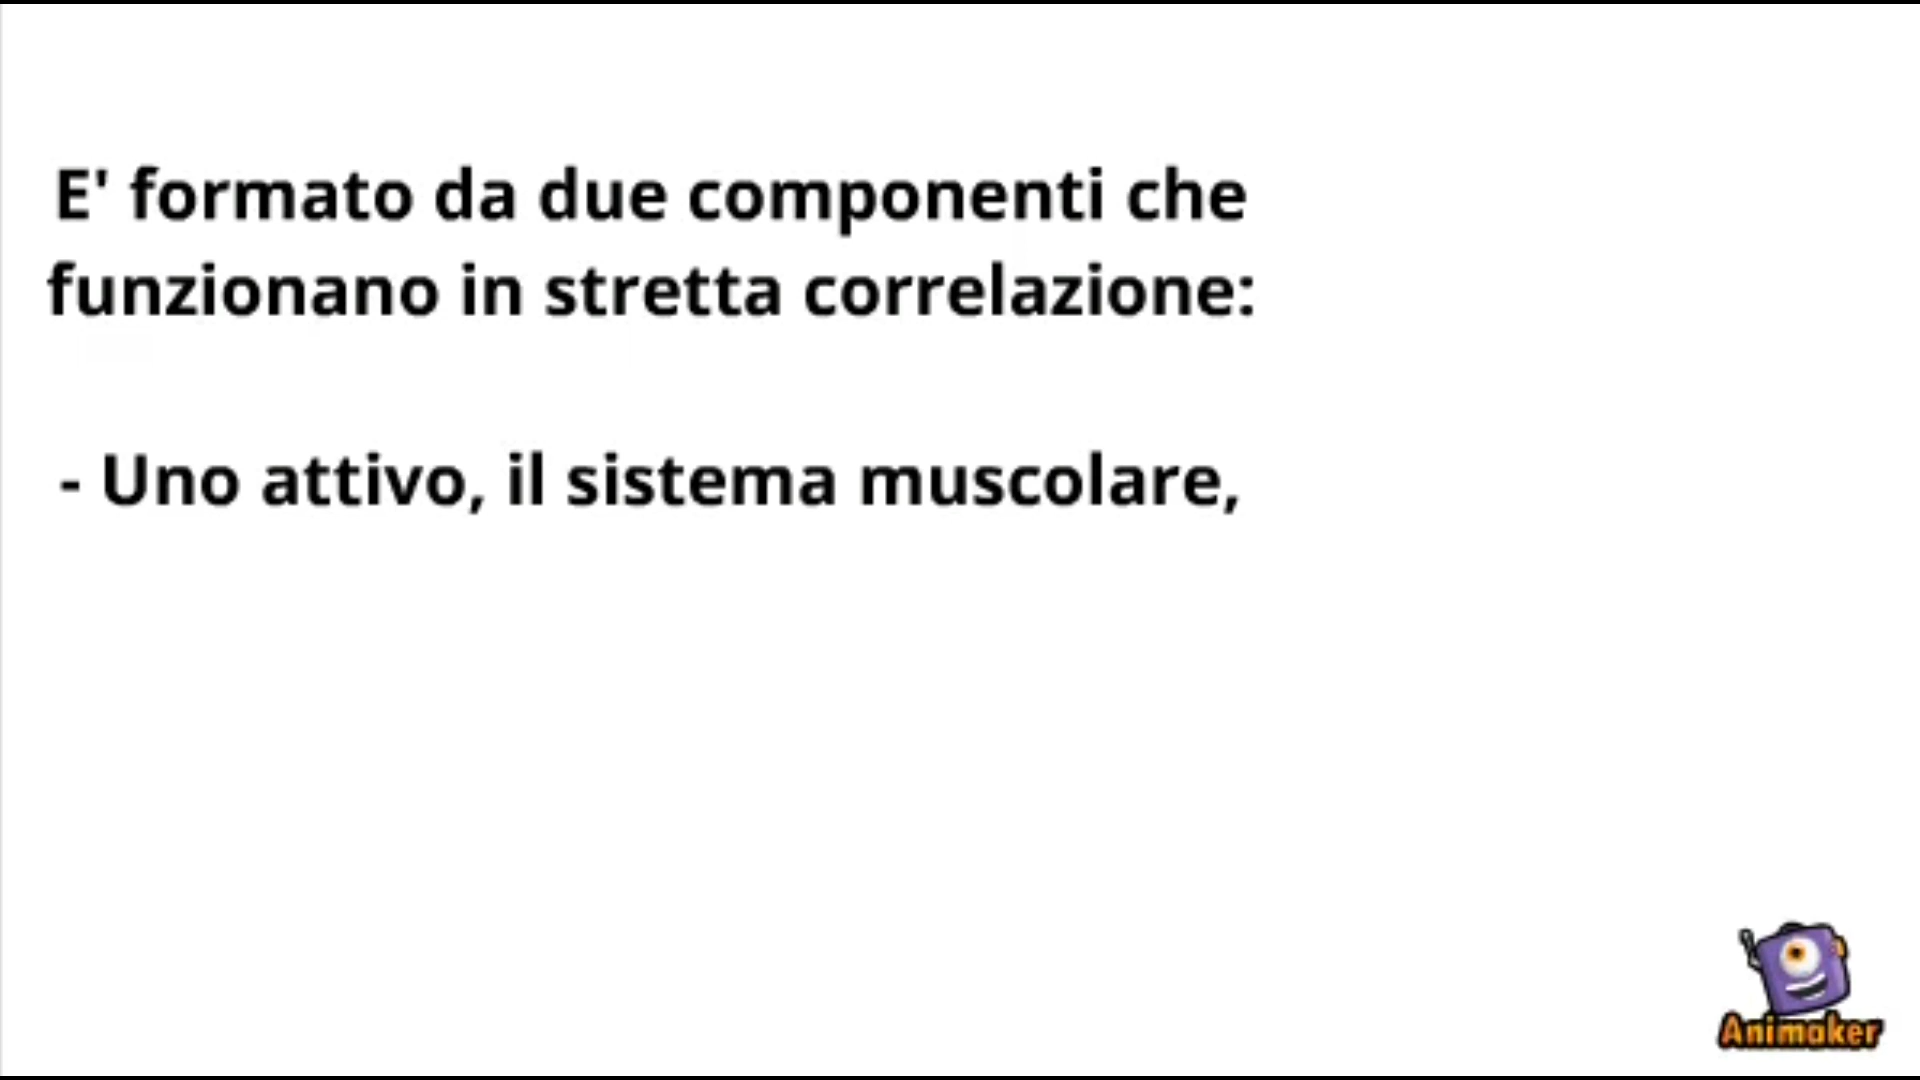 E' formato da due componenti che
funzionano in stretta correlazione:
- Uno attivo, il sistema muscolare,
Animaker